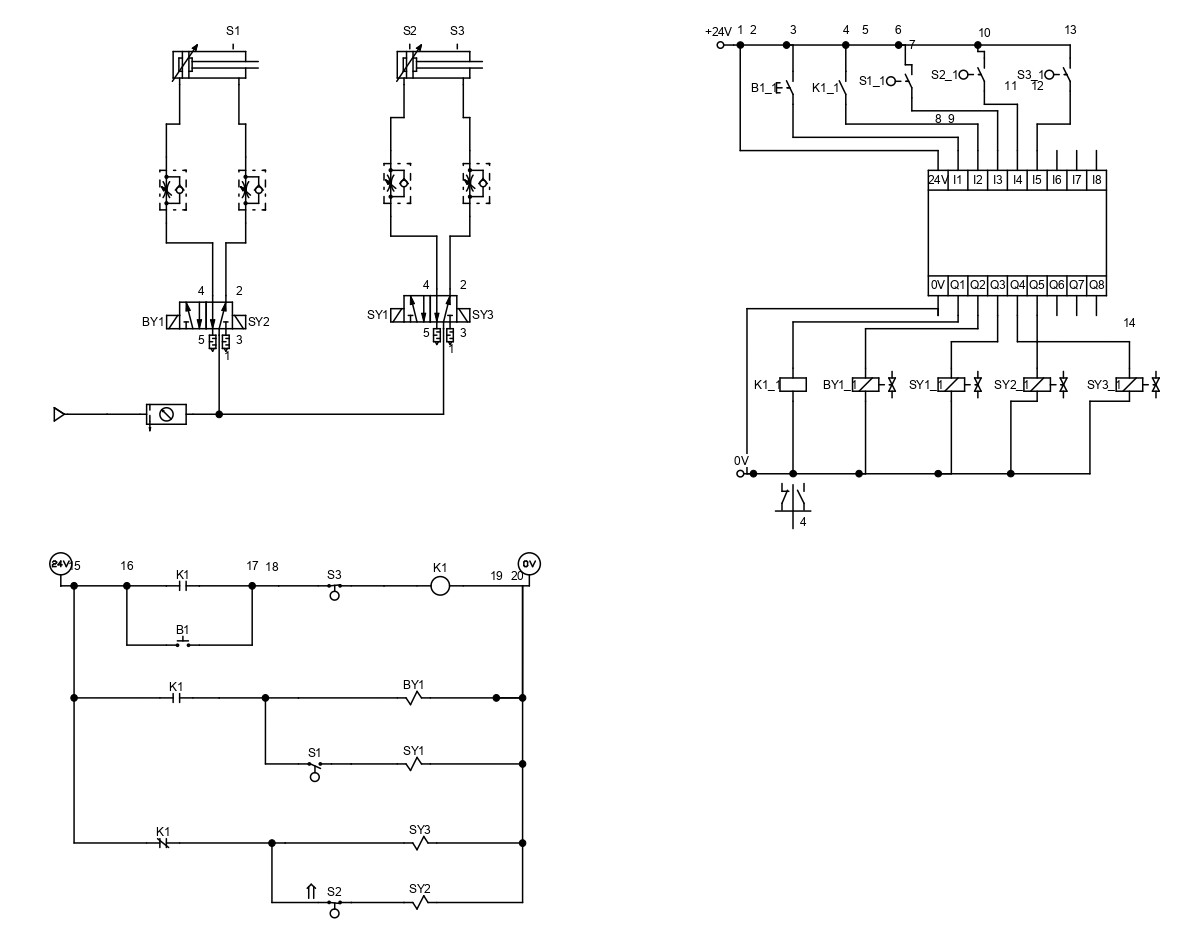 S1
S2 S3
4 2
BY1 SY2
5 3
1
4 2
SY1 SY3
5 3
1
+24V 1 2 3 4 5 6 7 10 13
B1_1 K1_1 S1_1 S2_1 S3_1
11 12
8 9
24V I1 I2 I3 I4 I5 I6 I7 I8
0V Q1 Q2 Q3 Q4 Q5 Q6 Q7 Q8
14
K1_1 BY1_1 SY1_1 SY2_1 SY3_1
0V
4
24V 5 16 17 18 19 20 0V
K1 S3 K1
B1
K1 BY1
S1 SY1
K1 SY3
S2 SY2